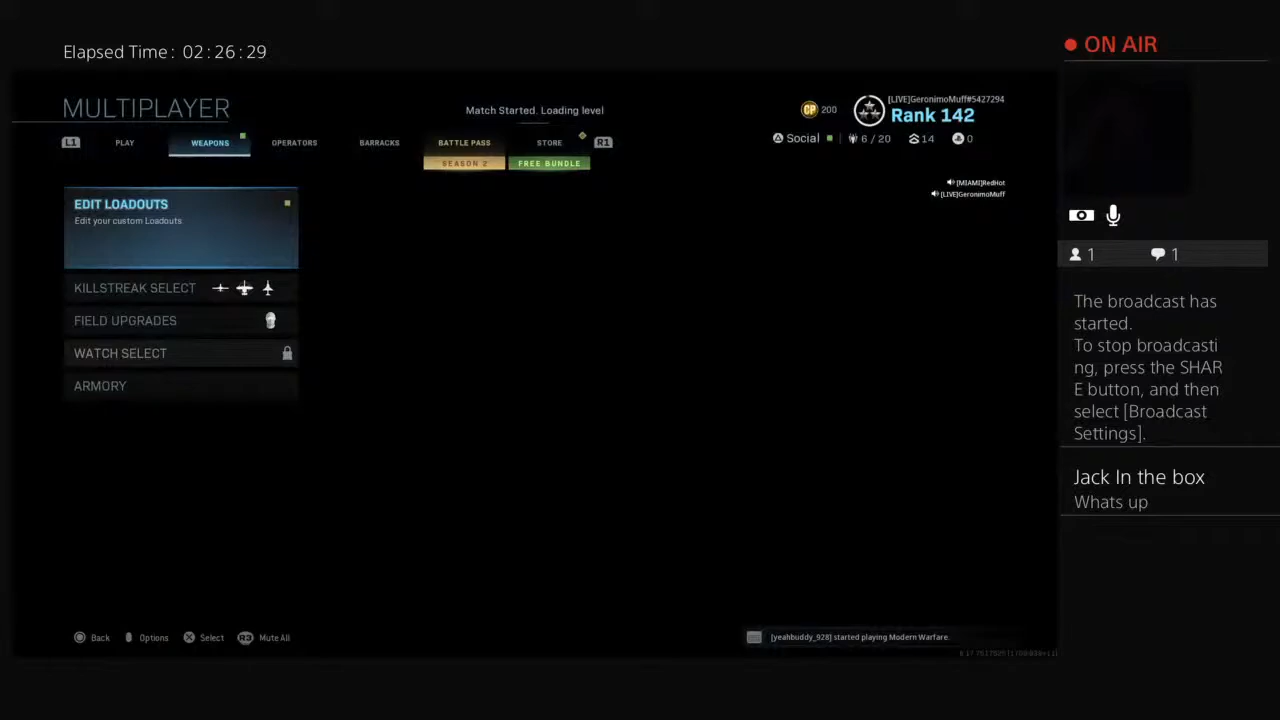 Elapsed Time: 02:26:29
ON AIR
MULTIPLAYER
Match Started. Loading level
CP 200
[LIVE]GeronimoMuff#5427294
Rank 142
L1 PLAY WEAPONS OPERATORS BARRACKS BATTLE PASS STORE R1
Social 6 / 20 14 0
SEASON 2 FREE BUNDLE
[MIAMI]RedHot
[LIVE]GeronimoMuff
EDIT LOADOUTS
Edit your custom Loadouts
KILLSTREAK SELECT
FIELD UPGRADES
WATCH SELECT
ARMORY
1 1
The broadcast has
started.
To stop broadcasti
ng, press the SHAR
E button, and then
select [Broadcast
Settings].
Jack In the box
Whats up
Back Options Select R3 Mute All
[yeahbuddy_928] started playing Modern Warfare.